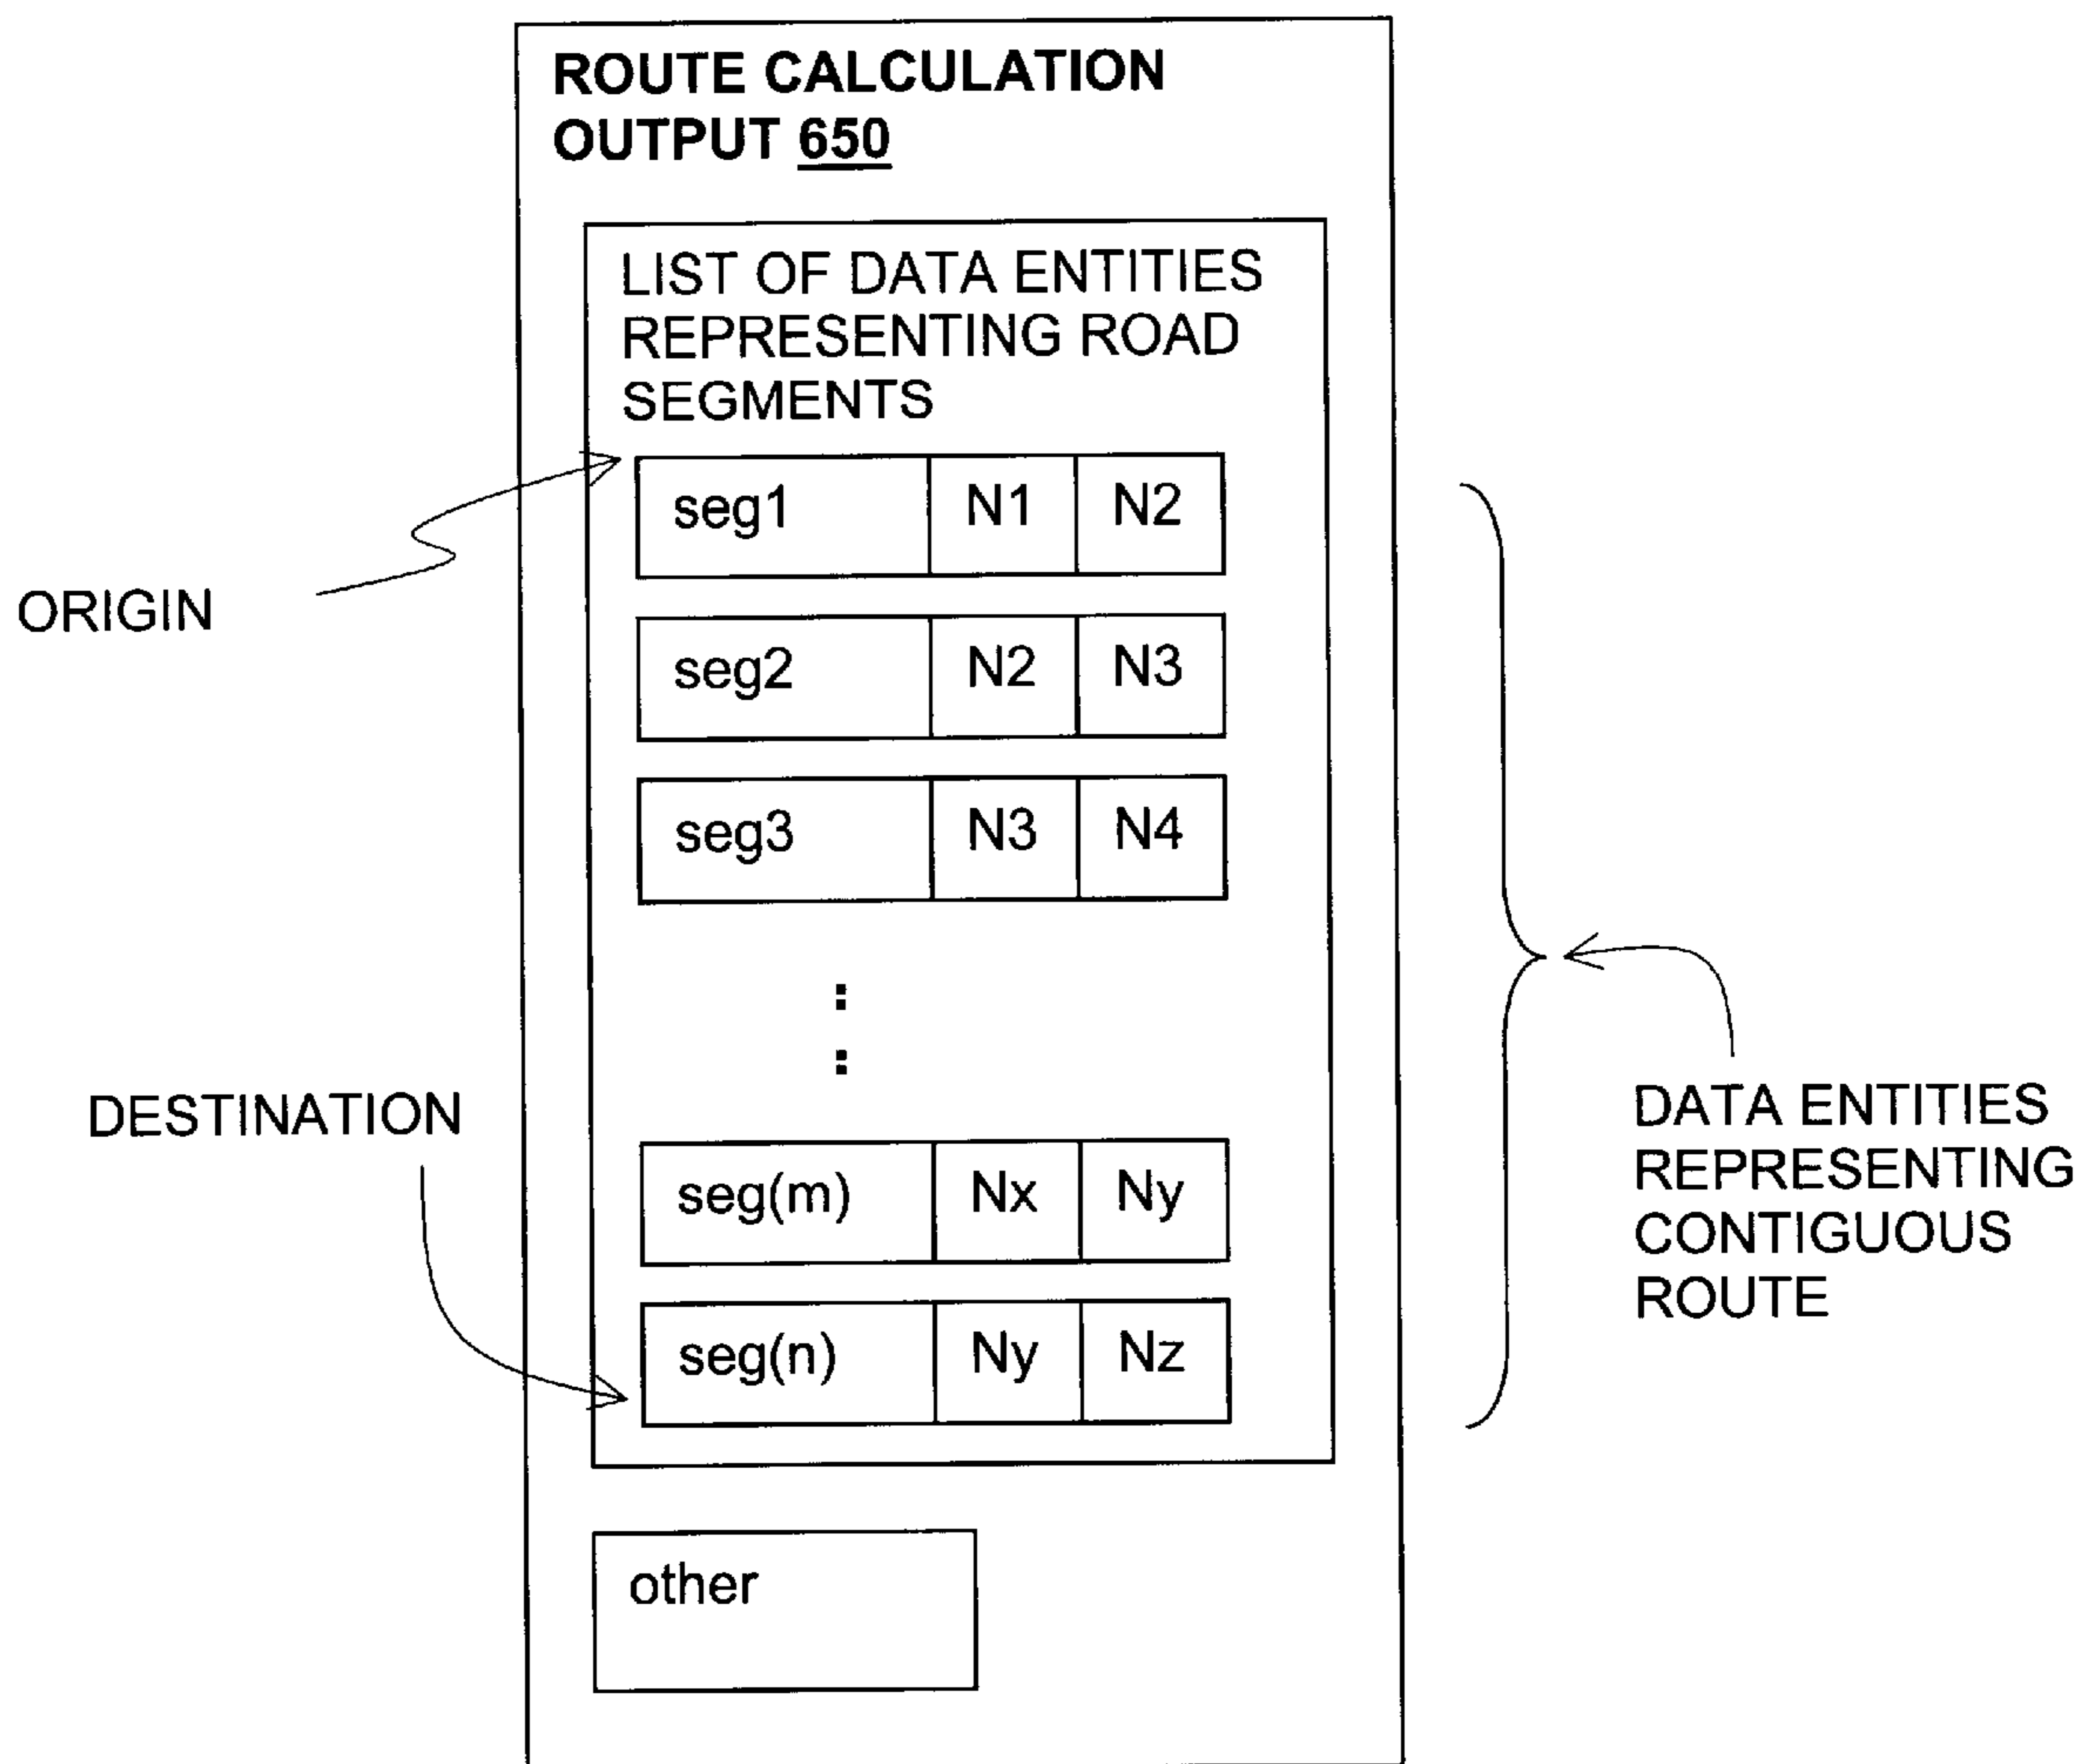 ROUTE CALCULATION
OUTPUT 650
LIST OF DATA ENTITIES
REPRESENTING ROAD
SEGMENTS
seg1 N1 N2
ORIGIN
seg2 N2 N3
seg3 N3 N4
:
:
DESTINATION
DATA ENTITIES
REPRESENTING
CONTIGUOUS
ROUTE
seg(m) Nx Ny
seg(n) Ny Nz
other